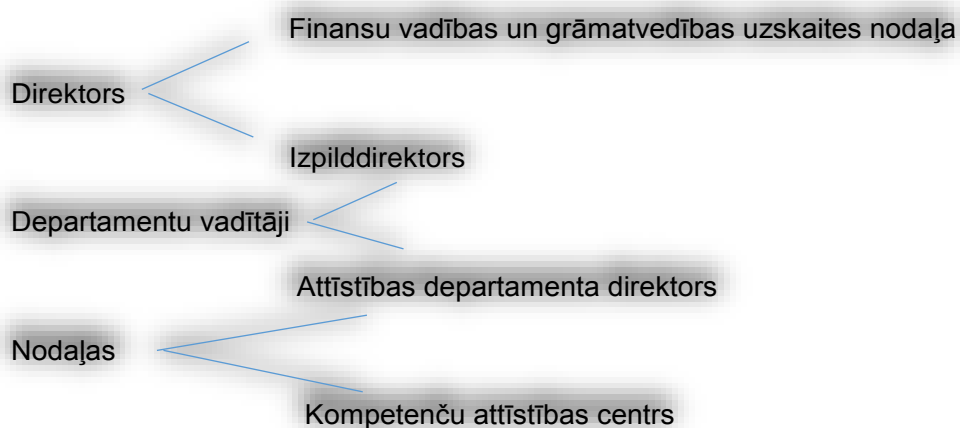 Finansu vadības un grāmatvedības uzskaites nodaļa
Direktors
Izpilddirektors
Departamentu vadītāji
Attīstības departamenta direktors
Nodaļas
Kompetenču attīstības centrs